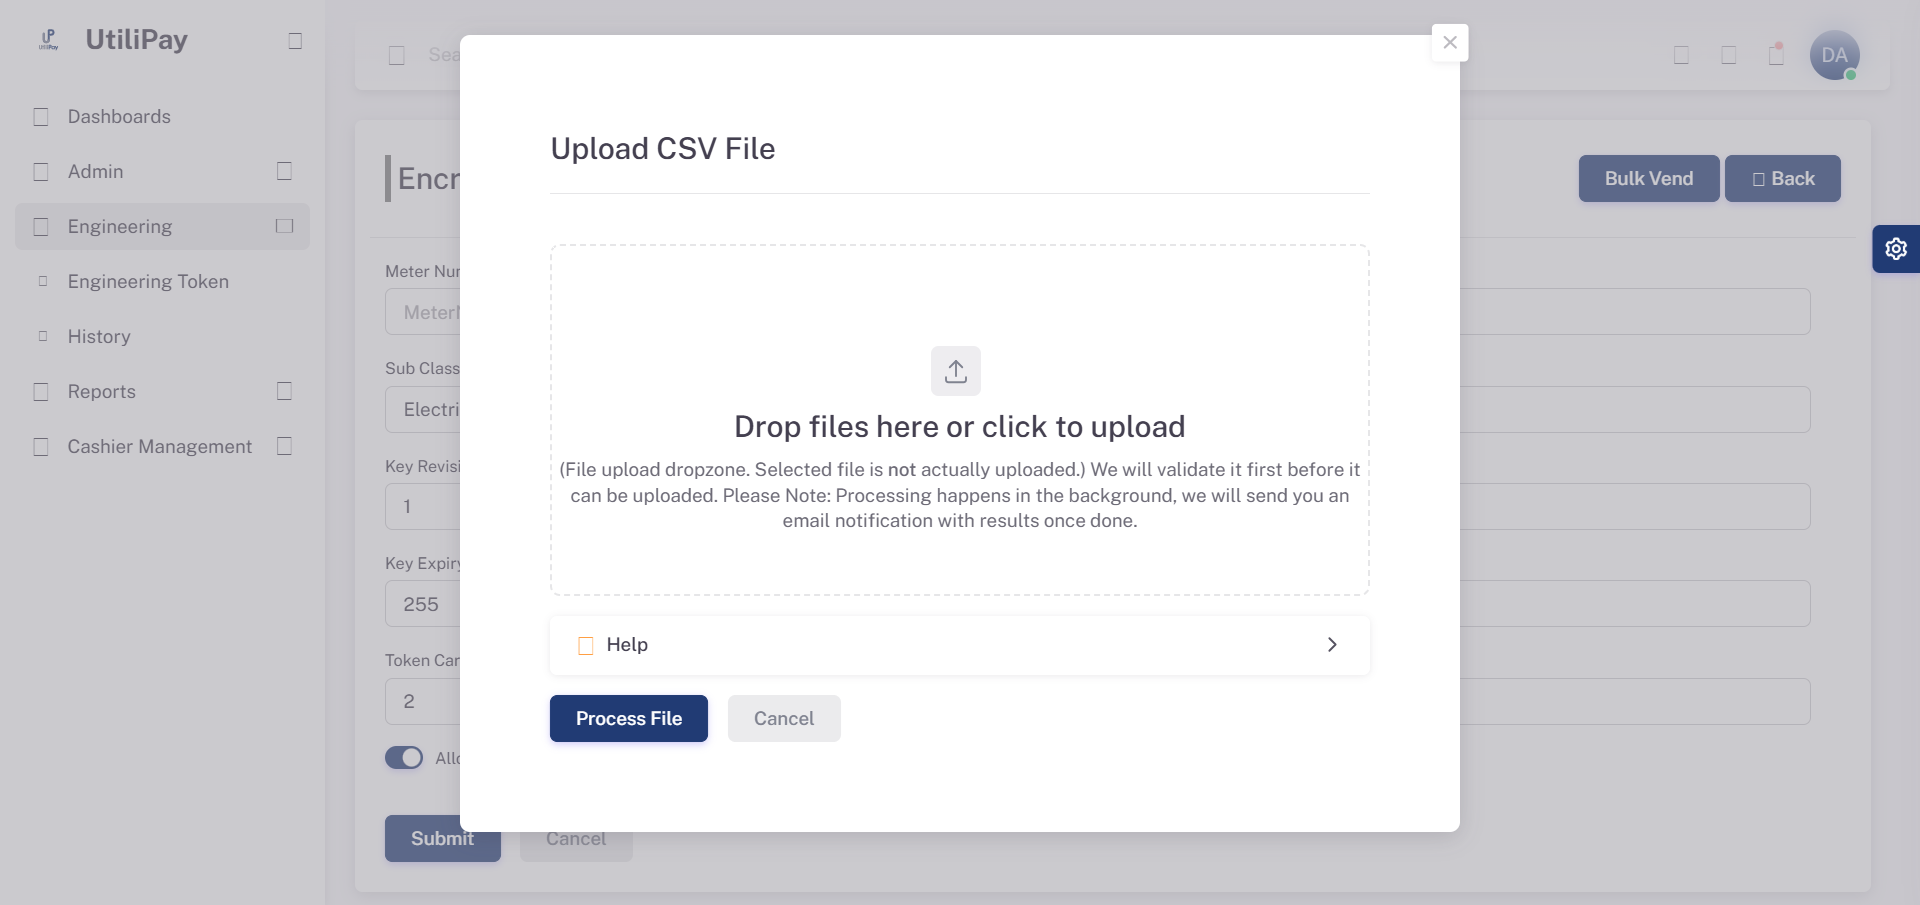 UtiliPay
Dashboards
Admin
Engineering
Engineering Token
History
Reports
Cashier Management
Sea
DA
Encr
Bulk Vend
Back
Meter Nur
Meter
Sub Class
Electri
Key Revisi
1
Key Expiry
255
Token Car
2
Allo
Submit
Cancel
Upload CSV File
Drop files here or click to upload
(File upload dropzone. Selected file is not actually uploaded.) We will validate it first before it
can be uploaded. Please Note: Processing happens in the background, we will send you an
email notification with results once done.
Help
Process File
Cancel